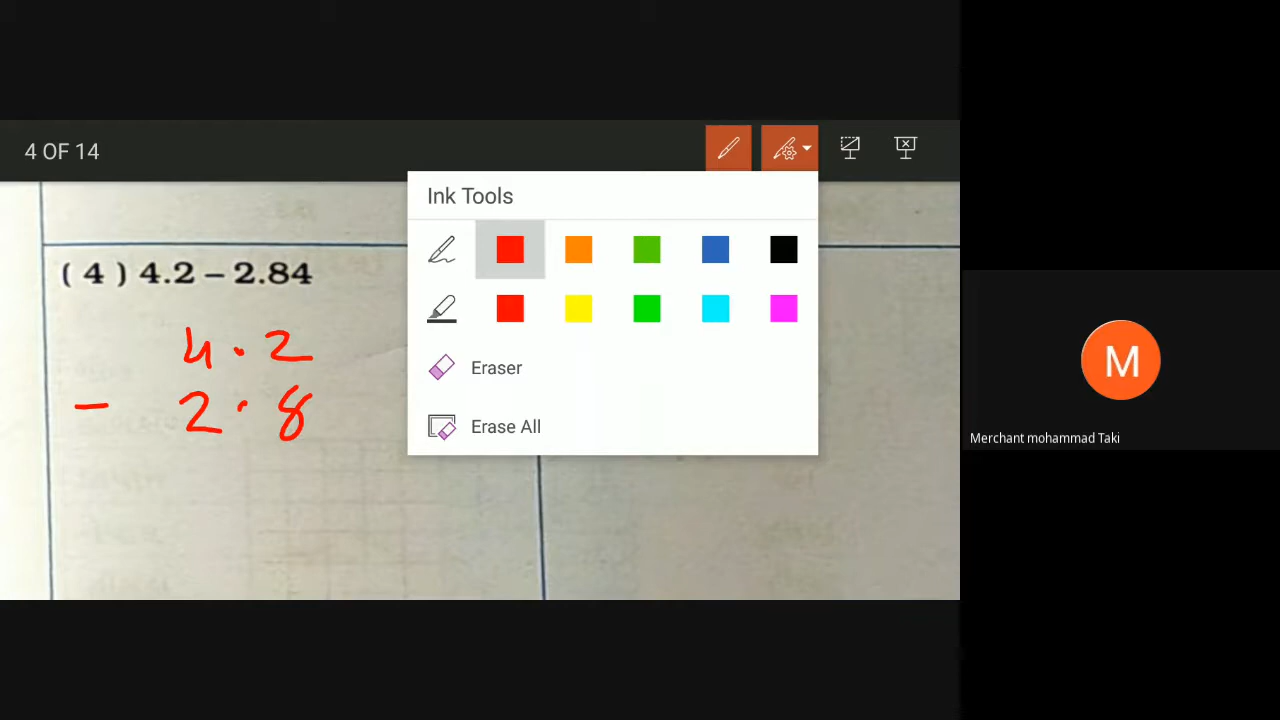 4 OF 14
Ink Tools
( 4 ) 4.2 – 2.84
4.2
- 2.8
Eraser
Erase All
M
Merchant mohammad Taki